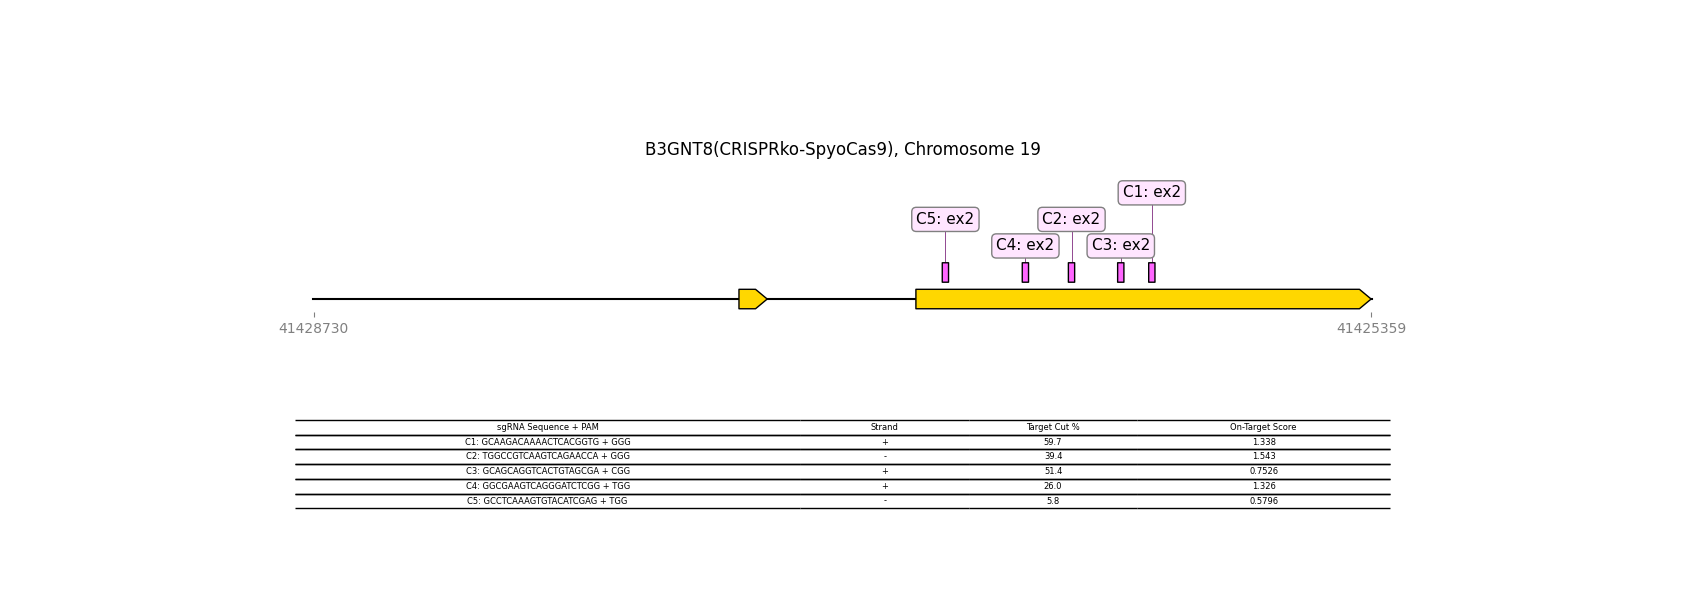 B3GNT8(CRISPRko-SpyoCas9), Chromosome 19
C1: ex2
C5: ex2 C2: ex2
C4: ex2 C3: ex2
41428730 41425359
sgRNA Sequence + PAM Strand Target Cut % On-Target Score
C1: GCAAGACAAAACTCACGGTG + GGG + 59.7 1.338
C2: TGGCCGTCAAGTCAGAACCA + GGG - 39.4 1.543
C3: GCAGCAGGTCACTGTAGCGA + CGG + 51.4 0.7526
C4: GGCGAAGTCAGGGATCTCGG + TGG + 26.0 1.326
C5: GCCTCAAAGTGTACATCGAG + TGG - 5.8 0.5796